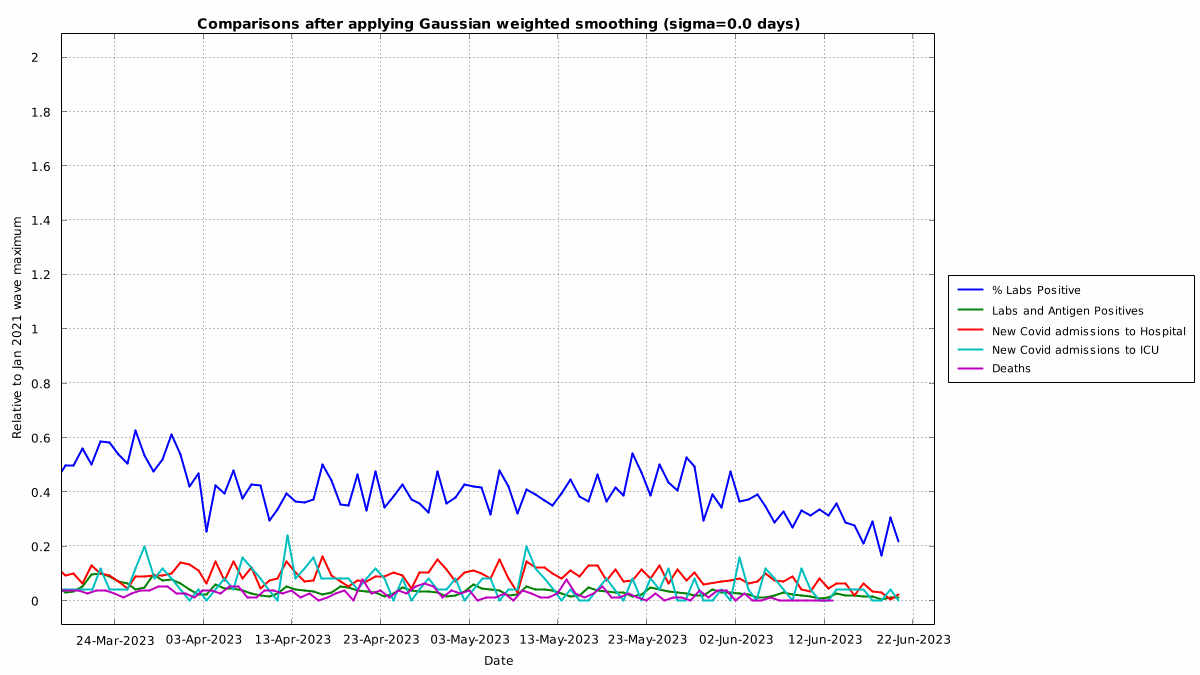 Comparisons after applying Gaussian weighted smoothing (sigma=0.0 days)
Relative to Jan 2021 wave maximum
2
1.8
1.6
1.4
1.2
1
0.8
0.6
0.4
0.2
0
24-Mar-2023 03-Apr-2023 13-Apr-2023 23-Apr-2023 03-May-2023 13-May-2023 23-May-2023 02-Jun-2023 12-Jun-2023 22-Jun-2023
Date
% Labs Positive
Labs and Antigen Positives
New Covid admissions to Hospital
New Covid admissions to ICU
Deaths